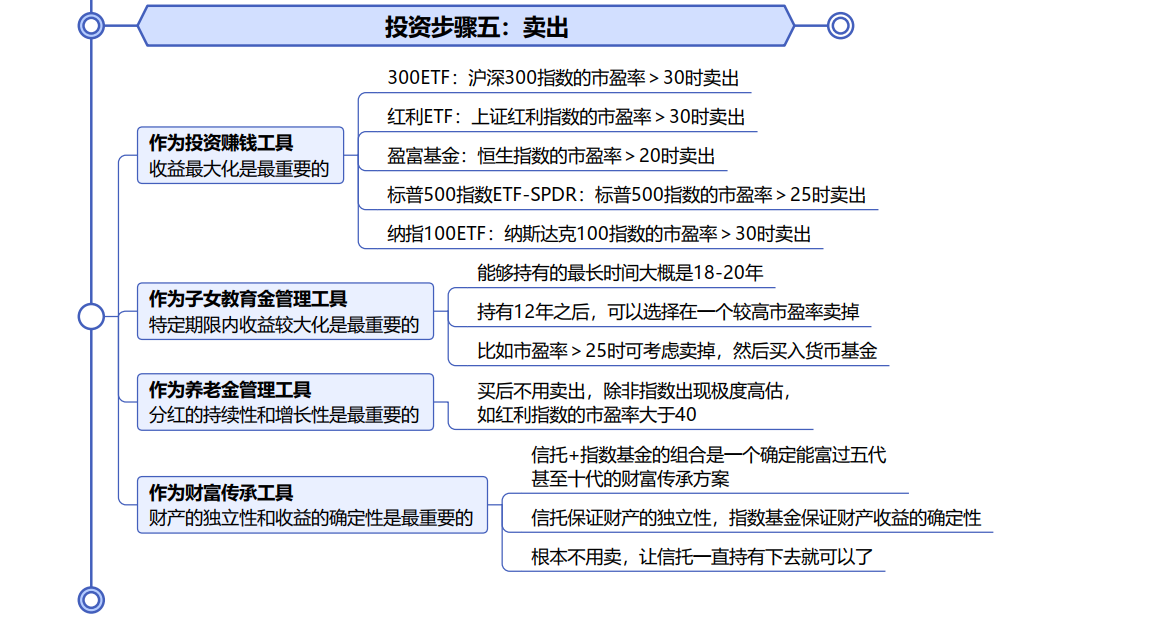 投资步骤五：卖出
300ETF：沪深300指数的市盈率＞30时卖出
红利ETF：上证红利指数的市盈率＞30时卖出
作为投资赚钱工具
收益最大化是最重要的
盈富基金：恒生指数的市盈率＞20时卖出
标普500指数ETF-SPDR：标普500指数的市盈率＞25时卖出
纳指100ETF：纳斯达克100指数的市盈率＞30时卖出
作为子女教育金管理工具
特定期限内收益较大化是最重要的
能够持有的最长时间大概是18-20年
持有12年之后，可以选择在一个较高市盈率卖掉
比如市盈率＞25时可考虑卖掉，然后买入货币基金
作为养老金管理工具
分红的持续性和增长性是最重要的
买后不用卖出，除非指数出现极度高估，
如红利指数的市盈率大于40
作为财富传承工具
财产的独立性和收益的确定性是最重要的
信托+指数基金的组合是一个确定能富过五代
甚至十代的财富传承方案
信托保证财产的独立性，指数基金保证财产收益的确定性
根本不用卖，让信托一直持有下去就可以了